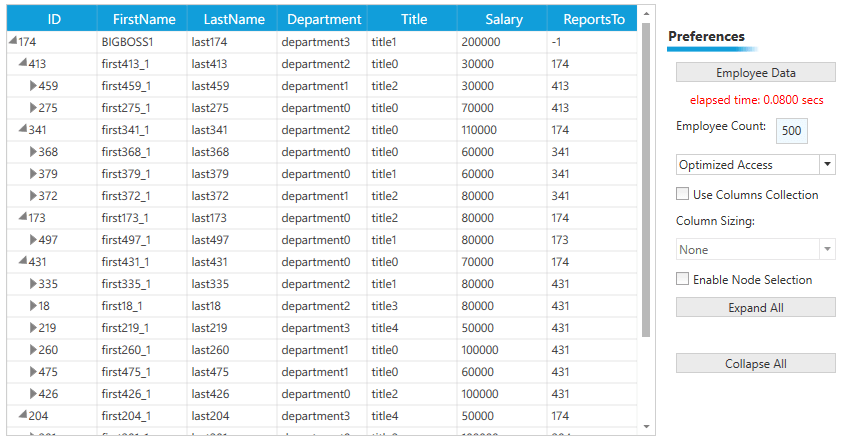 ID FirstName LastName Department Title Salary ReportsTo
174 BIGBOSS1 last174 department3 title1 200000 -1
413 first413_1 last413 department2 title0 30000 174
459 first459_1 last459 department1 title2 30000 413
275 first275_1 last275 department0 title0 70000 413
341 first341_1 last341 department2 title0 110000 174
368 first368_1 last368 department0 title0 60000 341
379 first379_1 last379 department0 title1 60000 341
372 first372_1 last372 department1 title2 80000 341
173 first173_1 last173 department0 title2 80000 174
497 first497_1 last497 department0 title1 80000 173
431 first431_1 last431 department0 title0 70000 174
335 first335_1 last335 department2 title1 80000 431
18 first18_1 last18 department2 title3 80000 431
219 first219_1 last219 department3 title4 50000 431
260 first260_1 last260 department1 title0 100000 431
475 first475_1 last475 department1 title0 60000 431
426 first426_1 last426 department0 title2 100000 431
204 first204_1 last204 department3 title4 50000 174
Preferences
Employee Data
elapsed time: 0.0800 secs
Employee Count: 500
Optimized Access
Use Columns Collection
Column Sizing:
None
Enable Node Selection
Expand All
Collapse All